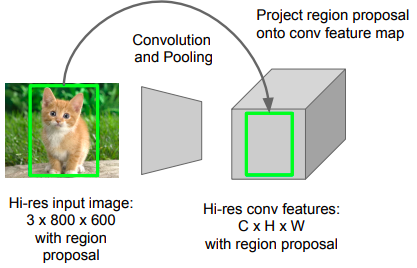 Project region proposal
onto conv feature map
Convolution
and Pooling
Hi-res input image:
3 x 800 x 600
with region
proposal
Hi-res conv features:
C x H x W
with region proposal